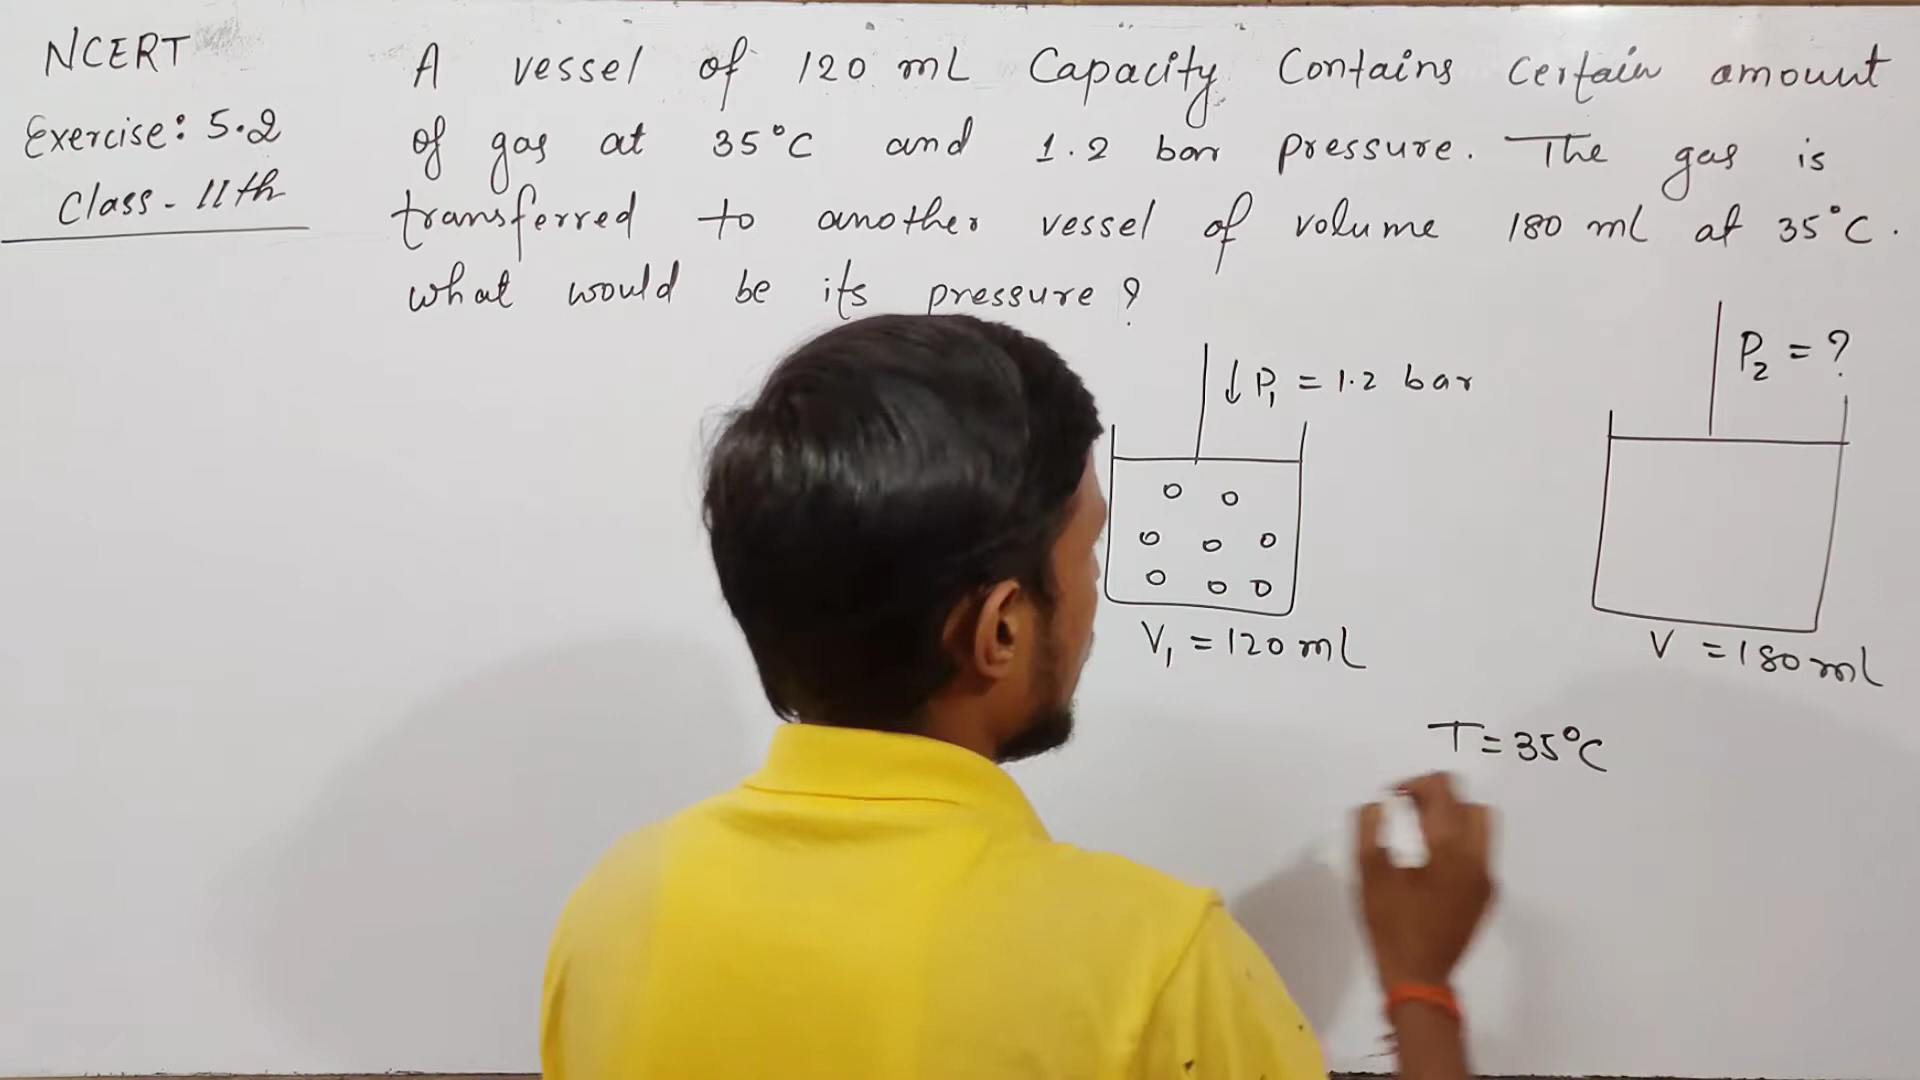 NCERT
Exercise: 5.2
Class - 11th
A vessel of 120 mL Capacity Contains Certain amount
of gas at 35°C and 1.2 bar pressure. The gas is
transferred to another vessel of volume 180 ml at 35°C.
what would be its pressure?
↓ P₁ = 1.2 bar
P₂ = ?
V₁ = 120 mL
V = 180 mL
T = 35°C